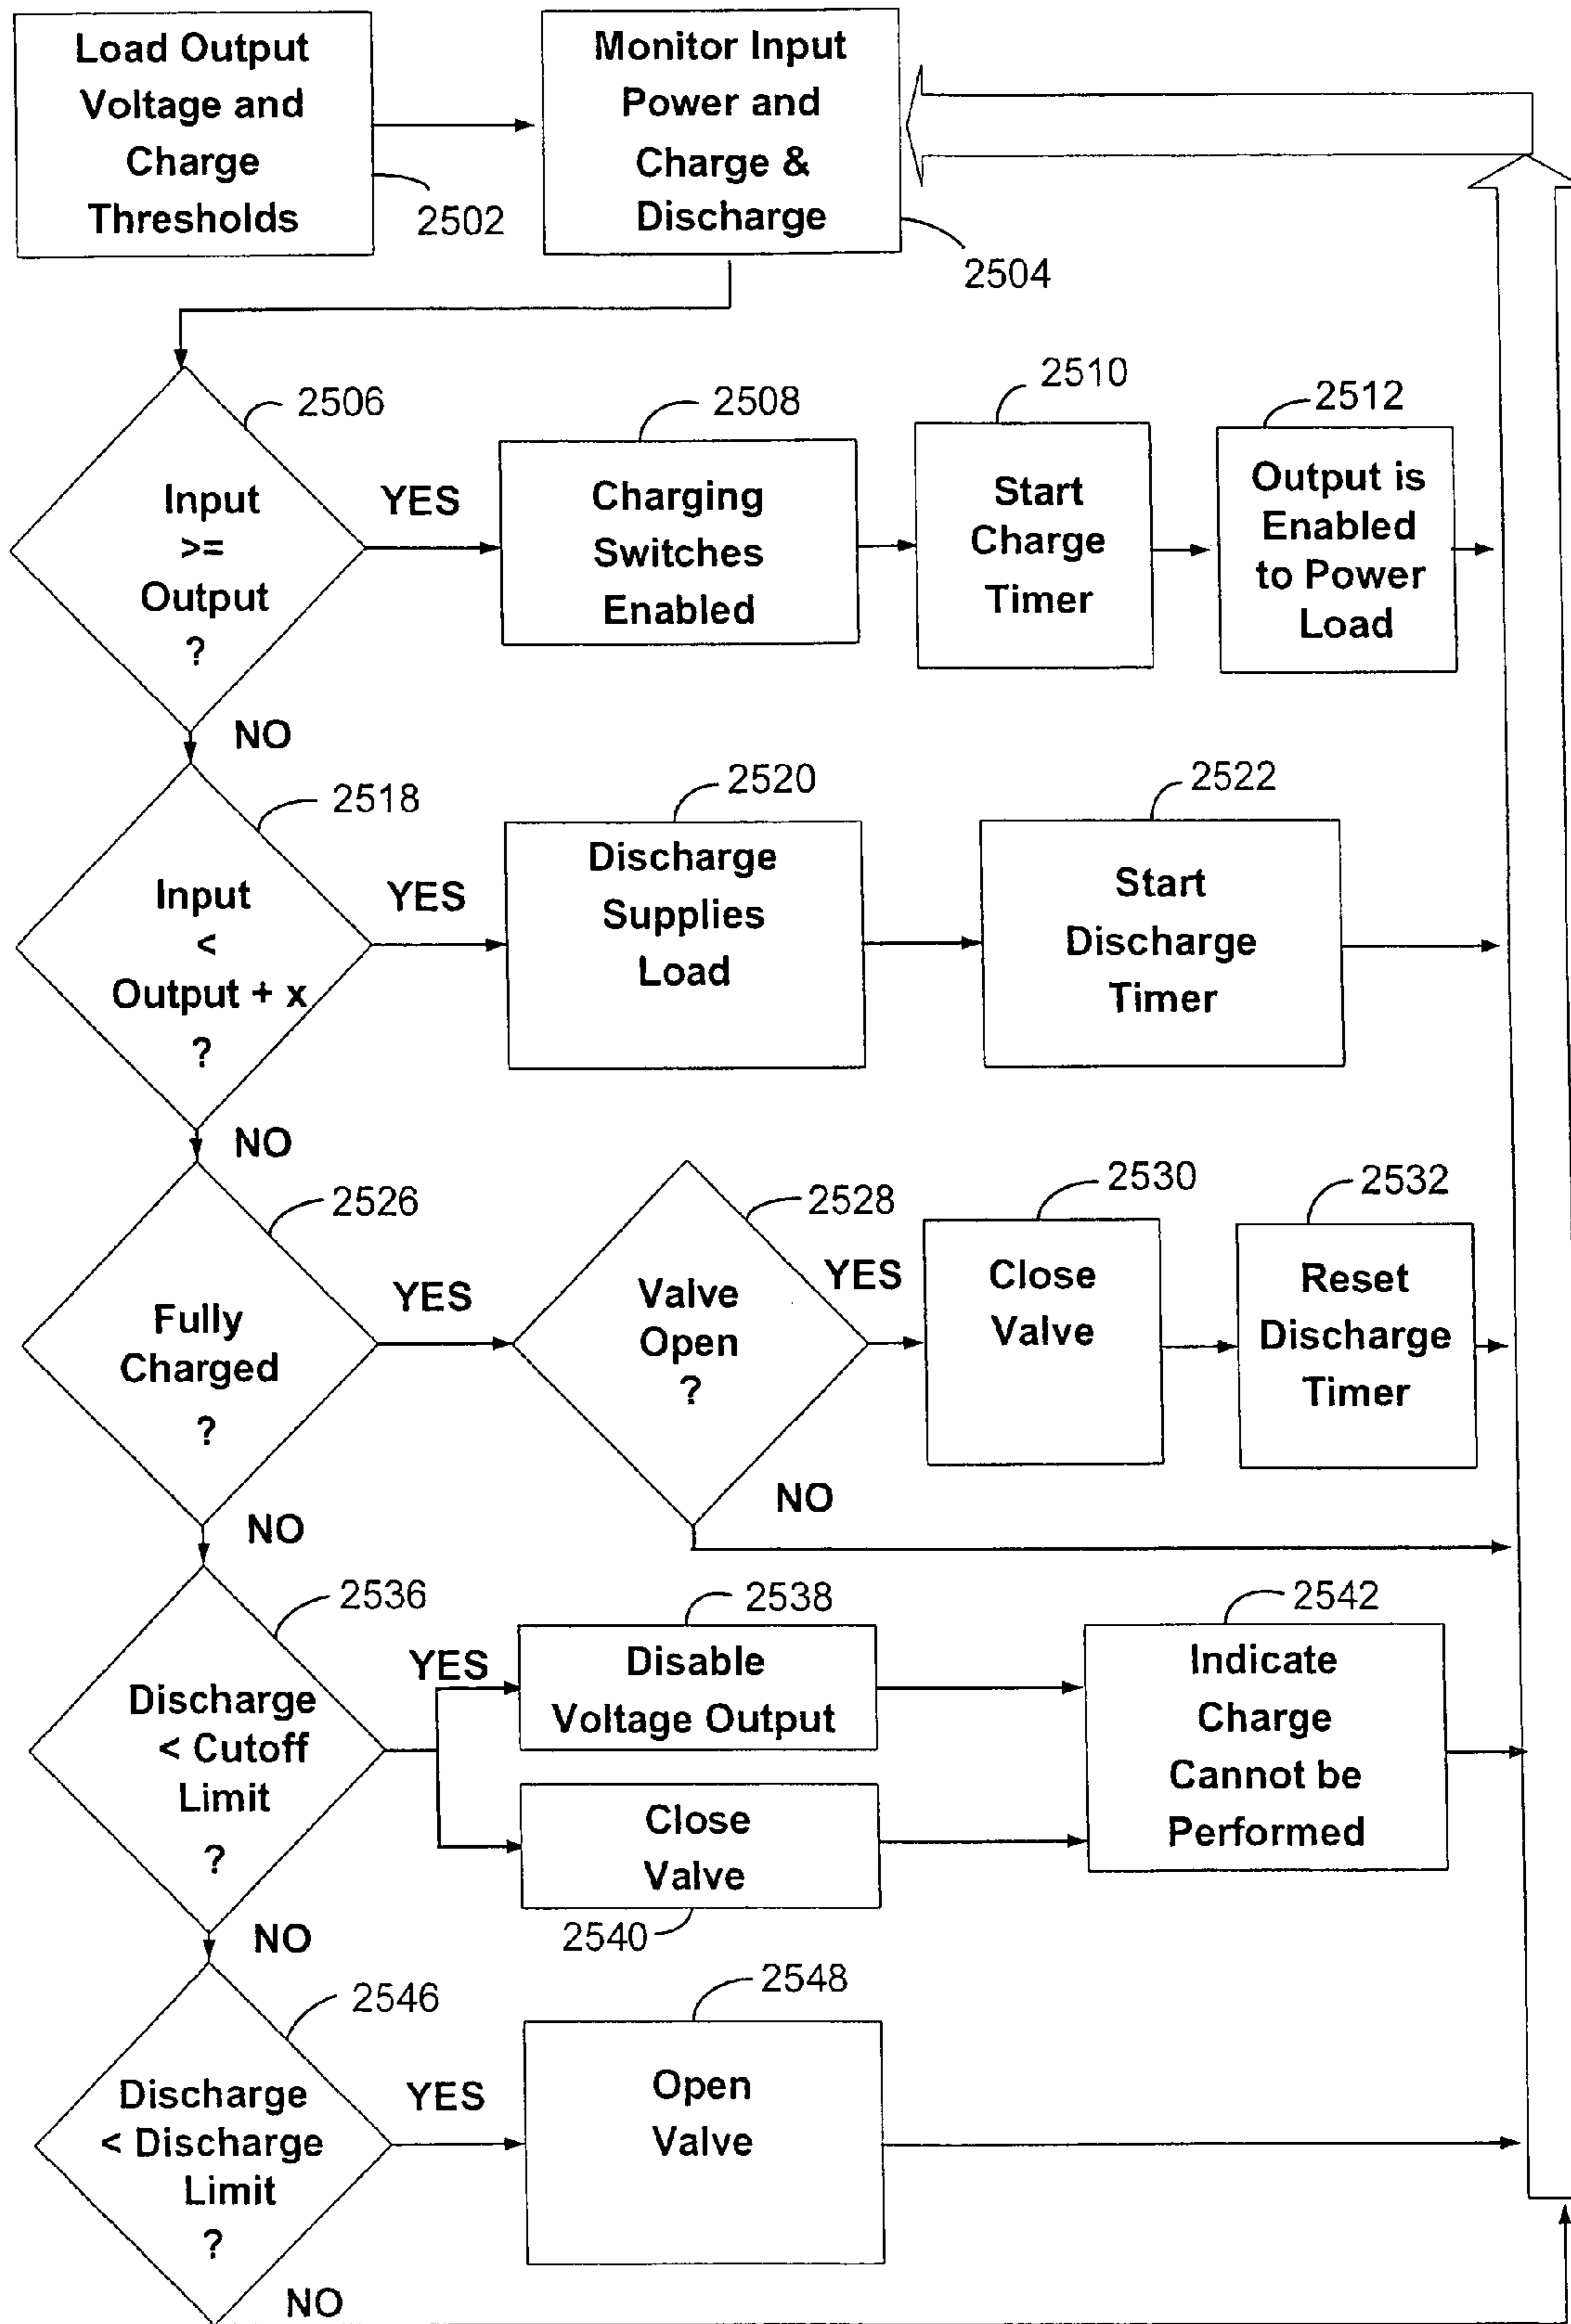 Load Output
Voltage and
Charge
Thresholds
2502
Monitor Input
Power and
Charge &
Discharge
2504
2506
Input
>=
Output
?
YES
2508
Charging
Switches
Enabled
2510
Start
Charge
Timer
2512
Output is
Enabled
to Power
Load
NO
2518
Input
<
Output + x
?
YES
2520
Discharge
Supplies
Load
2522
Start
Discharge
Timer
NO
2526
Fully
Charged
?
YES
2528
Valve
Open
?
YES
2530
Close
Valve
2532
Reset
Discharge
Timer
NO
NO
2536
Discharge
< Cutoff
Limit
?
YES
2538
Disable
Voltage Output
Close
Valve
2540
2542
Indicate
Charge
Cannot be
Performed
NO
2546
Discharge
< Discharge
Limit
?
YES
2548
Open
Valve
NO